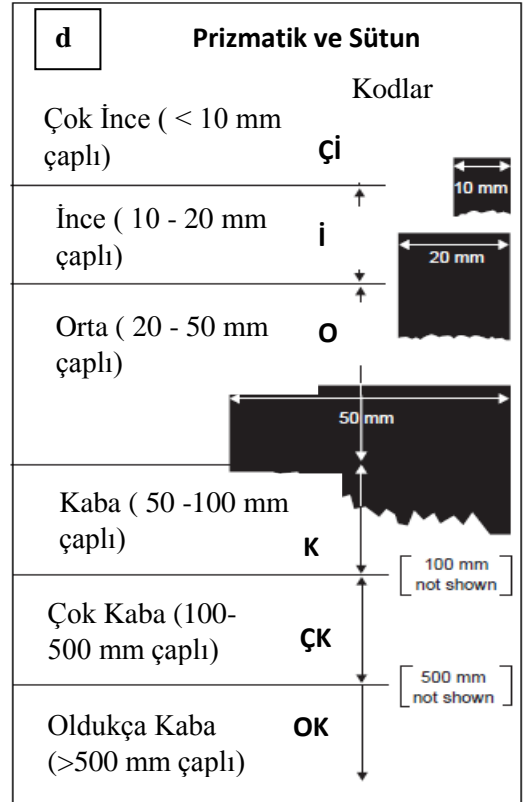 d
Prizmatik ve Sütun
Kodlar
Çok İnce ( < 10 mm
çaplı)
Çİ
10 mm
İnce ( 10 - 20 mm
çaplı)
İ
20 mm
Orta ( 20 - 50 mm
çaplı)
O
50 mm
Kaba ( 50 -100 mm
çaplı)
K
100 mm
not shown
Çok Kaba (100-
500 mm çaplı)
ÇK
500 mm
not shown
Oldukça Kaba
(>500 mm çaplı)
OK